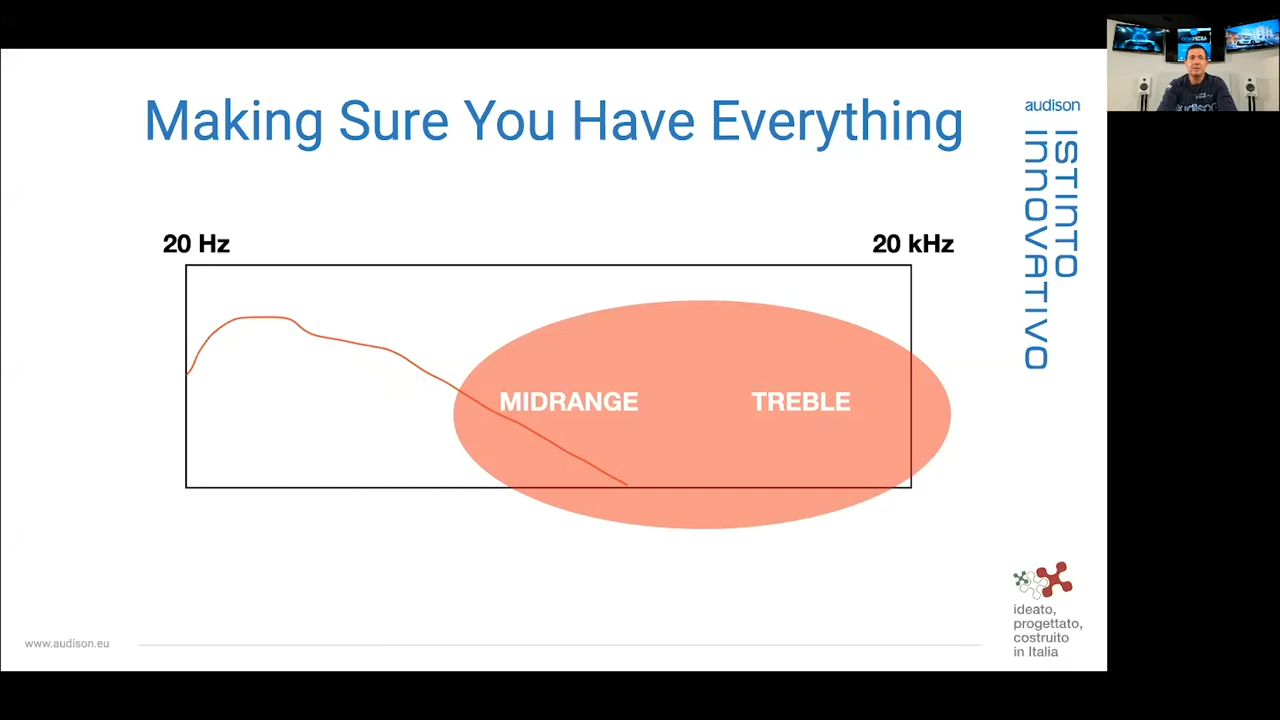 Making Sure You Have Everything
20 Hz
20 kHz
MIDRANGE
TREBLE
audison
ISTINTO
INNOVATIVO
ideato,
progettato,
costruito
in Italia
www.audison.eu
audison